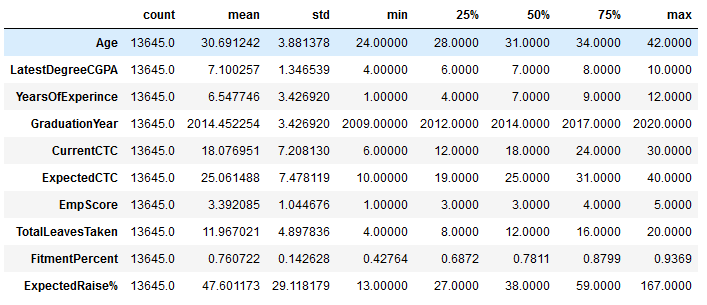 count mean std min 25% 50% 75% max
Age 13645.0 30.691242 3.881378 24.00000 28.0000 31.0000 34.0000 42.0000
LatestDegreeCGPA 13645.0 7.100257 1.346539 4.00000 6.0000 7.0000 8.0000 10.0000
YearsOfExperince 13645.0 6.547746 3.426920 1.00000 4.0000 7.0000 9.0000 12.0000
GraduationYear 13645.0 2014.452254 3.426920 2009.00000 2012.0000 2014.0000 2017.0000 2020.0000
CurrentCTC 13645.0 18.076951 7.208130 6.00000 12.0000 18.0000 24.0000 30.0000
ExpectedCTC 13645.0 25.061488 7.478119 10.00000 19.0000 25.0000 31.0000 40.0000
EmpScore 13645.0 3.392085 1.044676 1.00000 3.0000 3.0000 4.0000 5.0000
TotalLeavesTaken 13645.0 11.967021 4.897836 4.00000 8.0000 12.0000 16.0000 20.0000
FitmentPercent 13645.0 0.760722 0.142628 0.42764 0.6872 0.7811 0.8799 0.9369
ExpectedRaise% 13645.0 47.601173 29.118179 13.00000 27.0000 38.0000 59.0000 167.0000